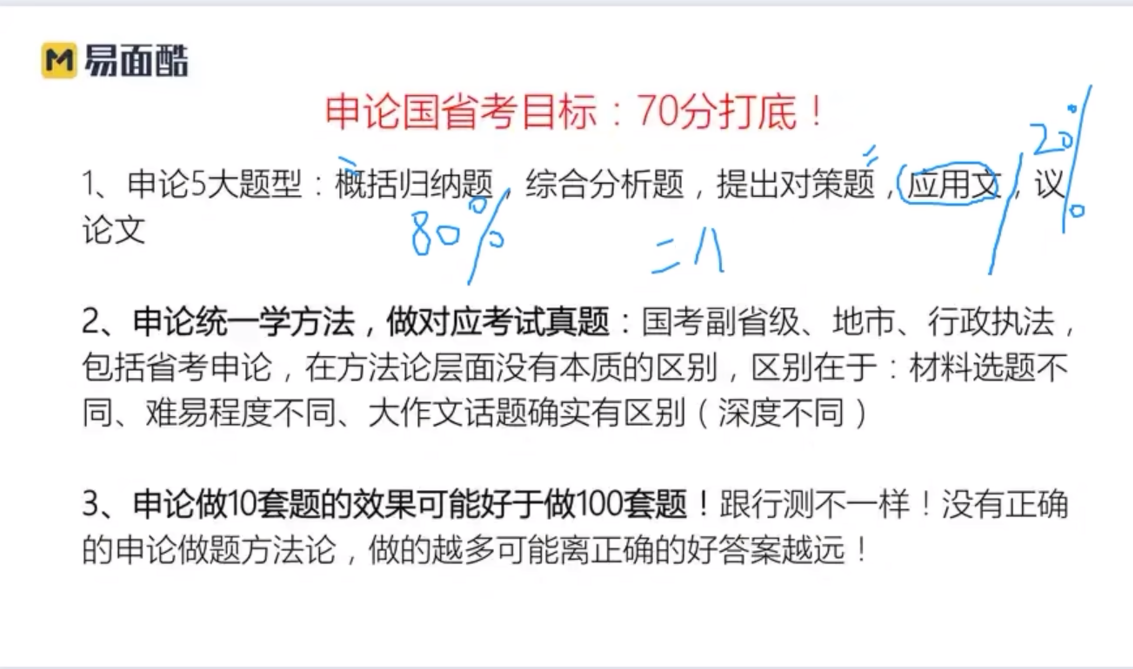 M 易面酷
申论国省考目标：70分打底！
20%
1、申论5大题型：概括归纳题，综合分析题，提出对策题，应用文，议
论文
80%
二八
2、申论统一学方法，做对应考试真题：国考副省级、地市、行政执法，
包括省考申论，在方法论层面没有本质的区别，区别在于：材料选题不
同、难易程度不同、大作文话题确实有区别（深度不同）
3、申论做10套题的效果可能好于做100套题！跟行测不一样！没有正确
的申论做题方法论，做的越多可能离正确的好答案越远！